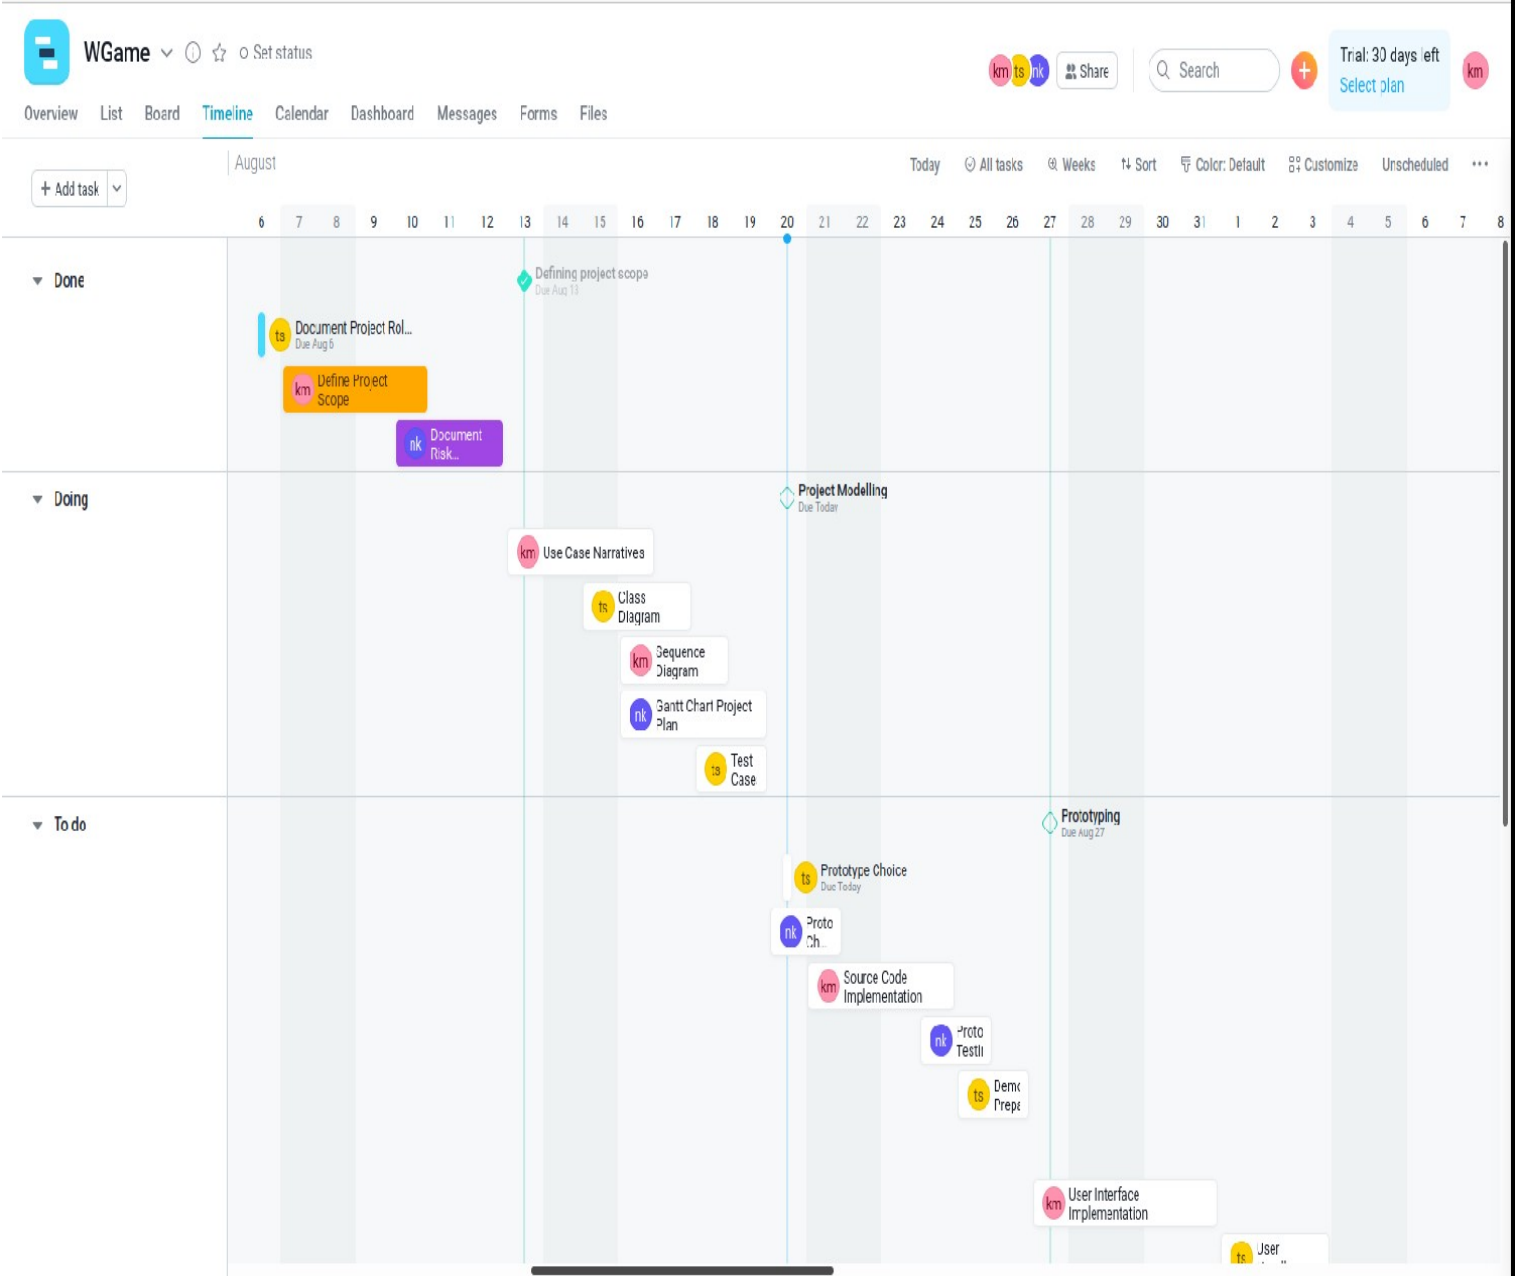 WGame
Set status
km ts nk
Share
Search
+
Trial: 30 days left
Select plan
km
Overview List Board Timeline Calendar Dashboard Messages Forms Files
+ Add task
August
Today All tasks Weeks Sort Color: Default Customize Unscheduled ...
6 7 8 9 10 11 12 13 14 15 16 17 18 19 20 21 22 23 24 25 26 27 28 29 30 31 1 2 3 4 5 6 7 8
Done
Defining project scope
Due Aug 13
ts Document Project Rol...
Due Aug 6
km Define Project
Scope
nk Document
Risk...
Doing
Project Modelling
Due Today
km Use Case Narratives
ts Class
Diagram
km Sequence
Diagram
nk Gantt Chart Project
Plan
ts Test
Case
To do
Prototyping
Due Aug 27
ts Prototype Choice
Due Today
nk Proto
Ch...
km Source Code
Implementation
nk Proto
Testi
ts Demo
Prepa
km User Interface
Implementation
ts User